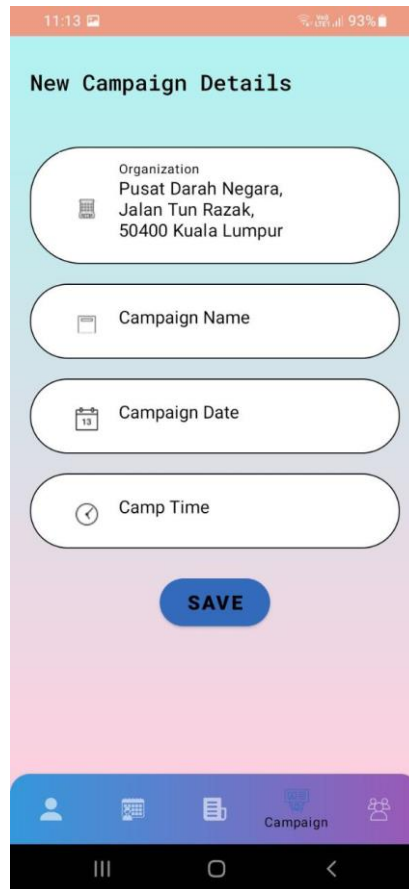 11:13 93%
New Campaign Details
Organization
Pusat Darah Negara,
Jalan Tun Razak,
50400 Kuala Lumpur
Campaign Name
13
Campaign Date
Camp Time
SAVE
Campaign